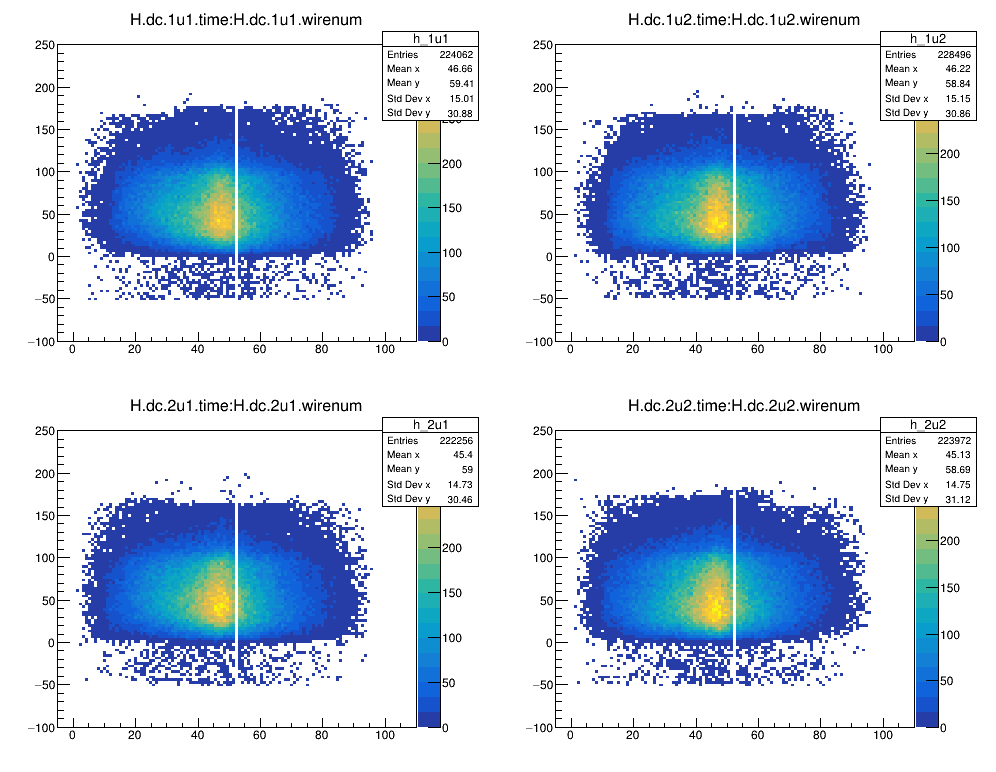 H.dc.1u1.time:H.dc.1u1.wirenum
h_1u1
Entries 224062
Mean x 46.66
Mean y 59.41
Std Dev x 15.01
Std Dev y 30.88
250
200
150
100
50
0
−50
−100
0 20 40 60 80 100
200
150
100
50
0
H.dc.1u2.time:H.dc.1u2.wirenum
h_1u2
Entries 228496
Mean x 46.22
Mean y 58.84
Std Dev x 15.15
Std Dev y 30.86
250
200
150
100
50
0
−50
−100
0 20 40 60 80 100
200
150
100
50
0
H.dc.2u1.time:H.dc.2u1.wirenum
h_2u1
Entries 222256
Mean x 45.4
Mean y 59
Std Dev x 14.73
Std Dev y 30.46
250
200
150
100
50
0
−50
−100
0 20 40 60 80 100
200
150
100
50
0
H.dc.2u2.time:H.dc.2u2.wirenum
h_2u2
Entries 223972
Mean x 45.13
Mean y 58.69
Std Dev x 14.75
Std Dev y 31.12
250
200
150
100
50
0
−50
−100
0 20 40 60 80 100
200
150
100
50
0